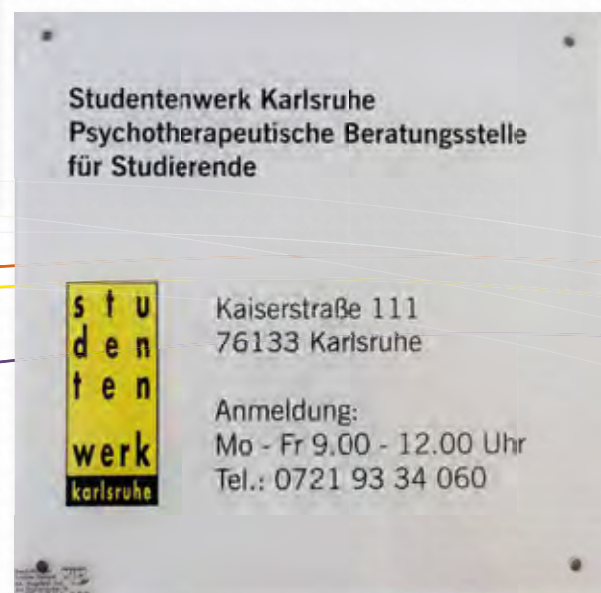 Studentenwerk Karlsruhe
Psychotherapeutische Beratungsstelle
für Studierende
stu
den
ten
werk
karlsruhe
Kaiserstraße 111
76133 Karlsruhe
Anmeldung:
Mo - Fr 9.00 - 12.00 Uhr
Tel.: 0721 93 34 060